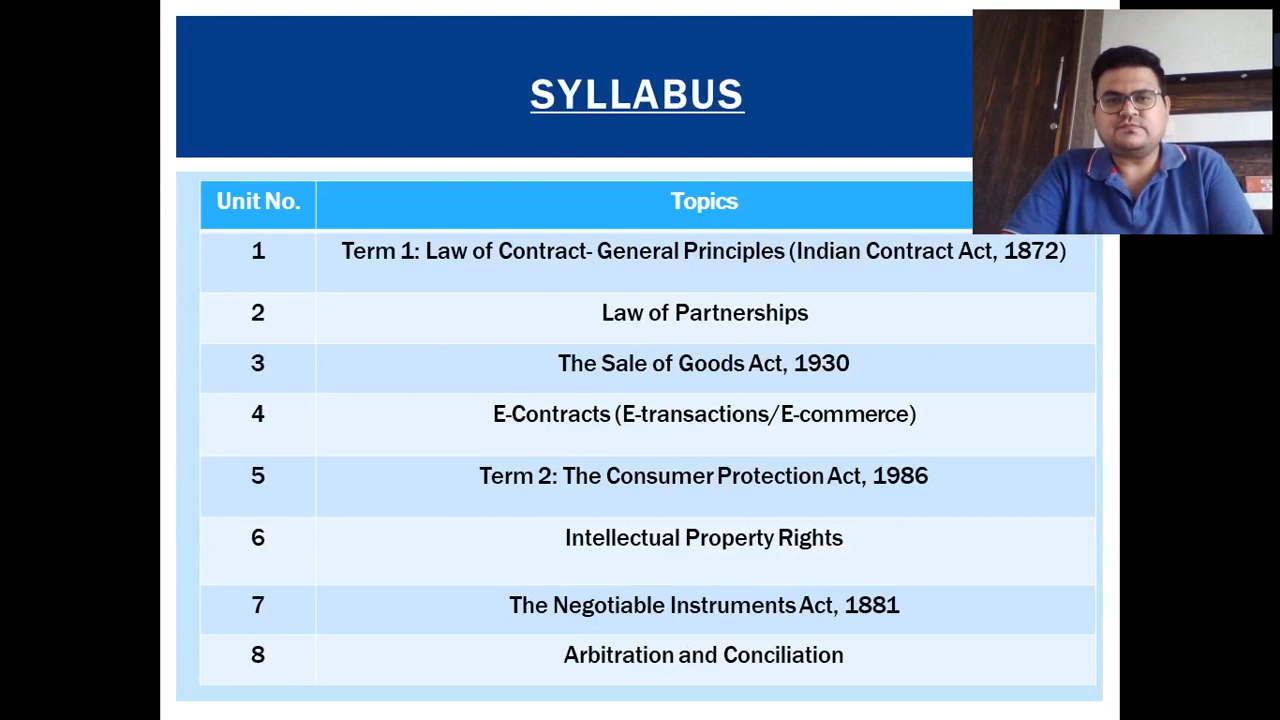 SYLLABUS
Unit No. Topics
1 Term 1: Law of Contract- General Principles (Indian Contract Act, 1872)
2 Law of Partnerships
3 The Sale of Goods Act, 1930
4 E-Contracts (E-transactions/E-commerce)
5 Term 2: The Consumer Protection Act, 1986
6 Intellectual Property Rights
7 The Negotiable Instruments Act, 1881
8 Arbitration and Conciliation